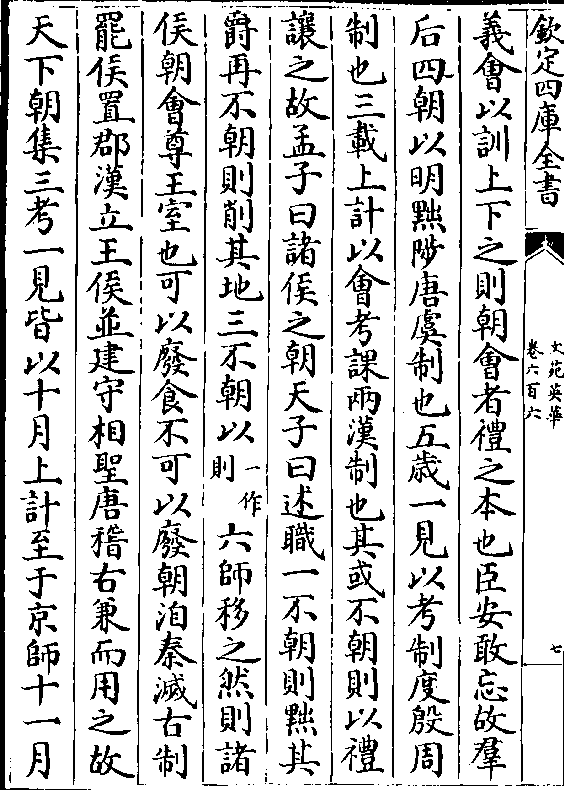 欽定四庫全書
文苑英華
卷六百六
七
義會以訓上下之則朝會者禮之本也臣安敢忘故羣
后四朝以明黜陟唐虞制也五歲一見以考制度殷周
制也三載上計以會考課兩漢制也其或不朝則以禮
讓之故孟子曰諸侯之朝天子曰述職一不朝則黜其
爵再不朝則削其地三不朝以一作則六師移之然則諸
侯朝會尊王室也可以廢食不可以廢朝洎秦滅古制
罷侯置郡漢立王侯並建守相聖唐稽右兼而用之故
天下朝集三考一見皆以十月上計至于京師十一月